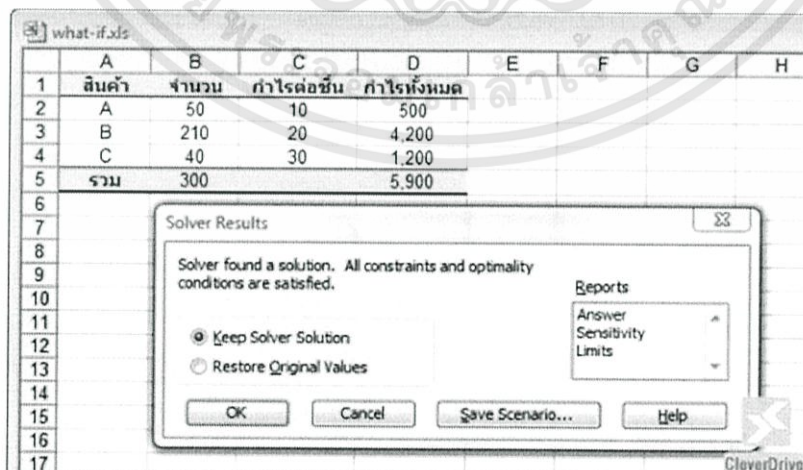 what-if.xls
A B C D E F G H
1 สินค้า จำนวน กำไรต่อชิ้น กำไรทั้งหมด
2 A 50 10 500
3 B 210 20 4,200
4 C 40 30 1,200
5 รวม 300 5,900
6
7
8
9
10
11
12
13
14
15
16
17
Solver Results
Solver found a solution. All constraints and optimality
conditions are satisfied.
Reports
Answer
Sensitivity
Limits
Keep Solver Solution
Restore Original Values
OK Cancel Save Scenario... Help
CleverDrive